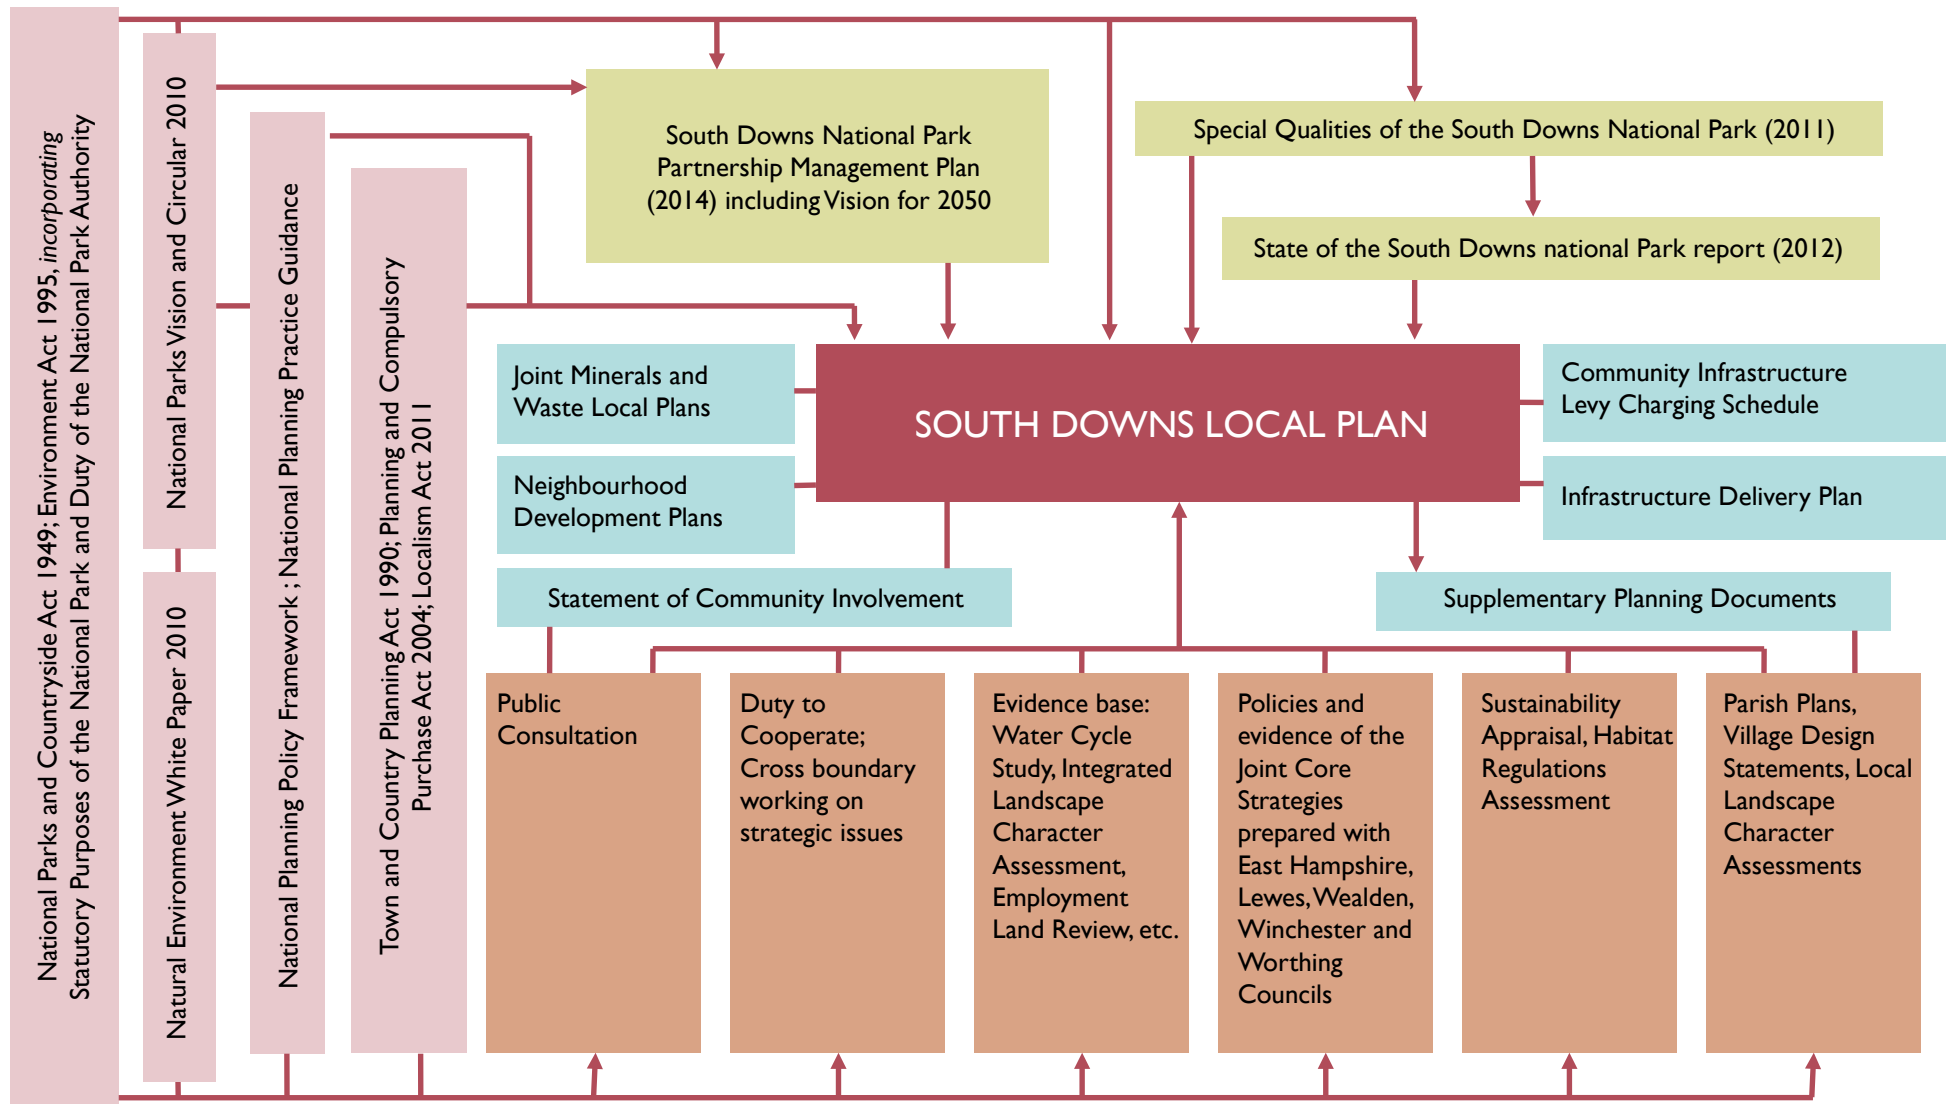 National Parks and Countryside Act 1949; Environment Act 1995, incorporating
Statutory Purposes of the National Park and Duty of the National Park Authority
National Parks Vision and Circular 2010
Natural Environment White Paper 2010
National Planning Policy Framework ; National Planning Practice Guidance
Town and Country Planning Act 1990; Planning and Compulsory
Purchase Act 2004; Localism Act 2011
South Downs National Park
Partnership Management Plan
(2014) including Vision for 2050
Special Qualities of the South Downs National Park (2011)
State of the South Downs national Park report (2012)
Joint Minerals and
Waste Local Plans
Neighbourhood
Development Plans
SOUTH DOWNS LOCAL PLAN
Community Infrastructure
Levy Charging Schedule
Infrastructure Delivery Plan
Statement of Community Involvement
Supplementary Planning Documents
Public
Consultation
Duty to
Cooperate;
Cross boundary
working on
strategic issues
Evidence base:
Water Cycle
Study, Integrated
Landscape
Character
Assessment,
Employment
Land Review, etc.
Policies and
evidence of the
Joint Core
Strategies
prepared with
East Hampshire,
Lewes, Wealden,
Winchester and
Worthing
Councils
Sustainability
Appraisal, Habitat
Regulations
Assessment
Parish Plans,
Village Design
Statements, Local
Landscape
Character
Assessments